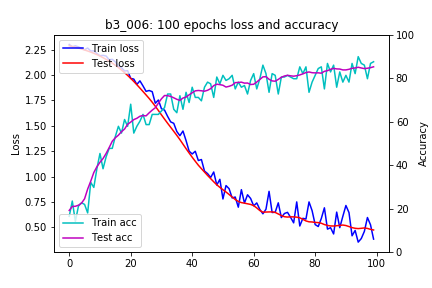 b3_006: 100 epochs loss and accuracy
2.25
2.00
1.75
1.50
1.25
1.00
0.75
0.50
Loss
Train loss
Test loss
Train acc
Test acc
100
80
60
40
20
0
Accuracy
0 20 40 60 80 100